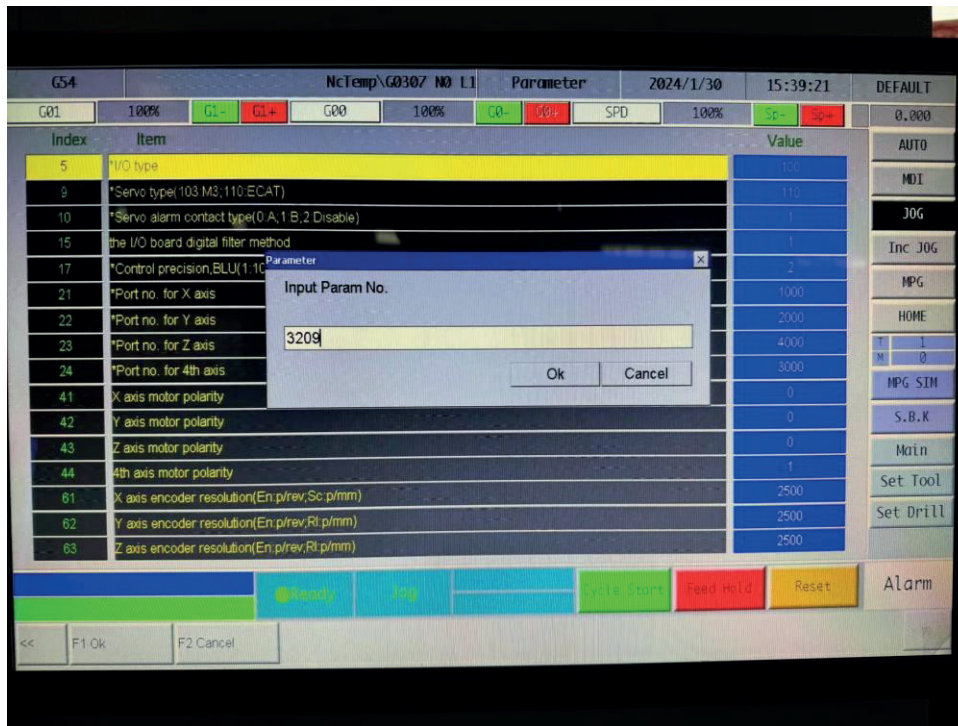 G54 NcTemp\G0307 N0 L1 Parameter 2024/1/30 15:39:21 DEFAULT
G01 100% G1- G1+ G00 100% G0- G0+ SPD 100% Sp- Sp+ 0.000
Index Item Value
5 *I/O type 100
9 *Servo type(103 M3;110:ECAT) 110
10 *Servo alarm contact type(0:A;1:B;2:Disable) 1
15 the I/O board digital filter method 1
17 *Control precision,BLU(1:10 2
21 *Port no. for X axis 1000
22 *Port no. for Y axis 2000
23 *Port no. for Z axis 4000
24 *Port no. for 4th axis 3000
41 X axis motor polarity 0
42 Y axis motor polarity 0
43 Z axis motor polarity 0
44 4th axis motor polarity 1
61 X axis encoder resolution(En:p/rev;Sc:p/mm) 2500
62 Y axis encoder resolution(En:p/rev;Rl:p/mm) 2500
63 Z axis encoder resolution(En:p/rev;Rl:p/mm) 2500
Parameter
Input Param No.
3209
Ok Cancel
AUTO
MDI
JOG
Inc JOG
MPG
HOME
T 1
M 0
MPG SIM
S.B.K
Main
Set Tool
Set Drill
Ready Jog Cycle Start Feed Hold Reset Alarm
<< F1 Ok F2 Cancel